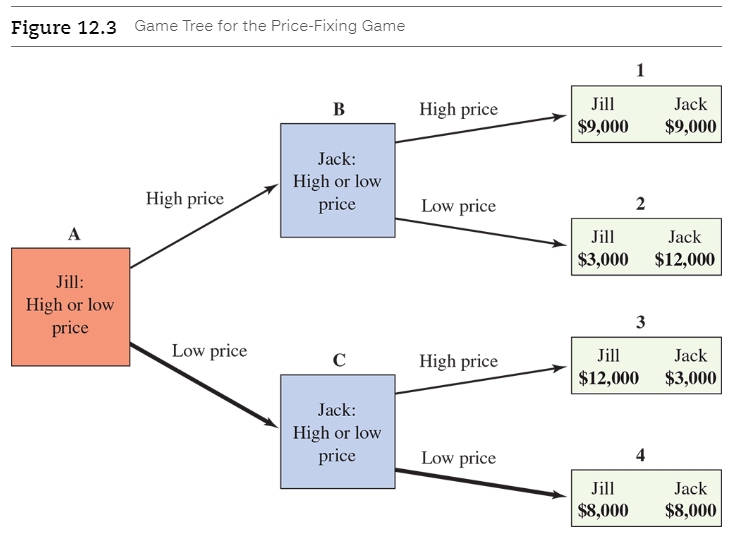 Figure 12.3 Game Tree for the Price-Fixing Game
A
Jill:
High or low
price
High price
Low price
B
Jack:
High or low
price
High price
Low price
C
Jack:
High or low
price
High price
Low price
1
Jill Jack
$9,000 $9,000
2
Jill Jack
$3,000 $12,000
3
Jill Jack
$12,000 $3,000
4
Jill Jack
$8,000 $8,000